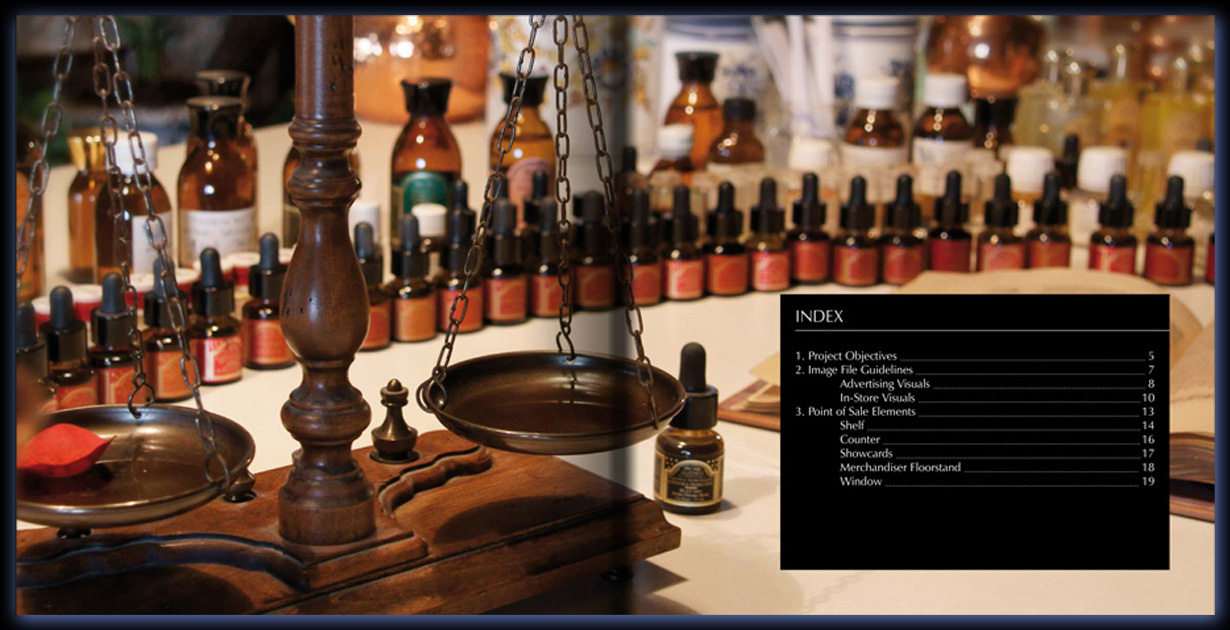 INDEX
1. Project Objectives 5
2. Image File Guidelines 7
Advertising Visuals 8
In-Store Visuals 10
3. Point of Sale Elements 13
Shelf 14
Counter 16
Showcards 17
Merchandiser Floorstand 18
Window 19